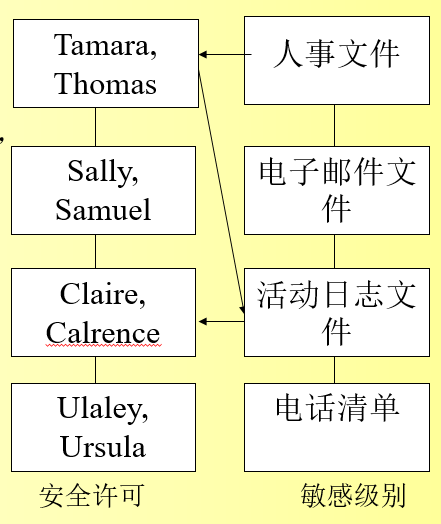 Tamara,
Thomas
人事文件
，
Sally,
Samuel
电子邮件文
件
Claire,
Calrence
活动日志文
件
Ulaley,
Ursula
电话清单
安全许可
敏感级别